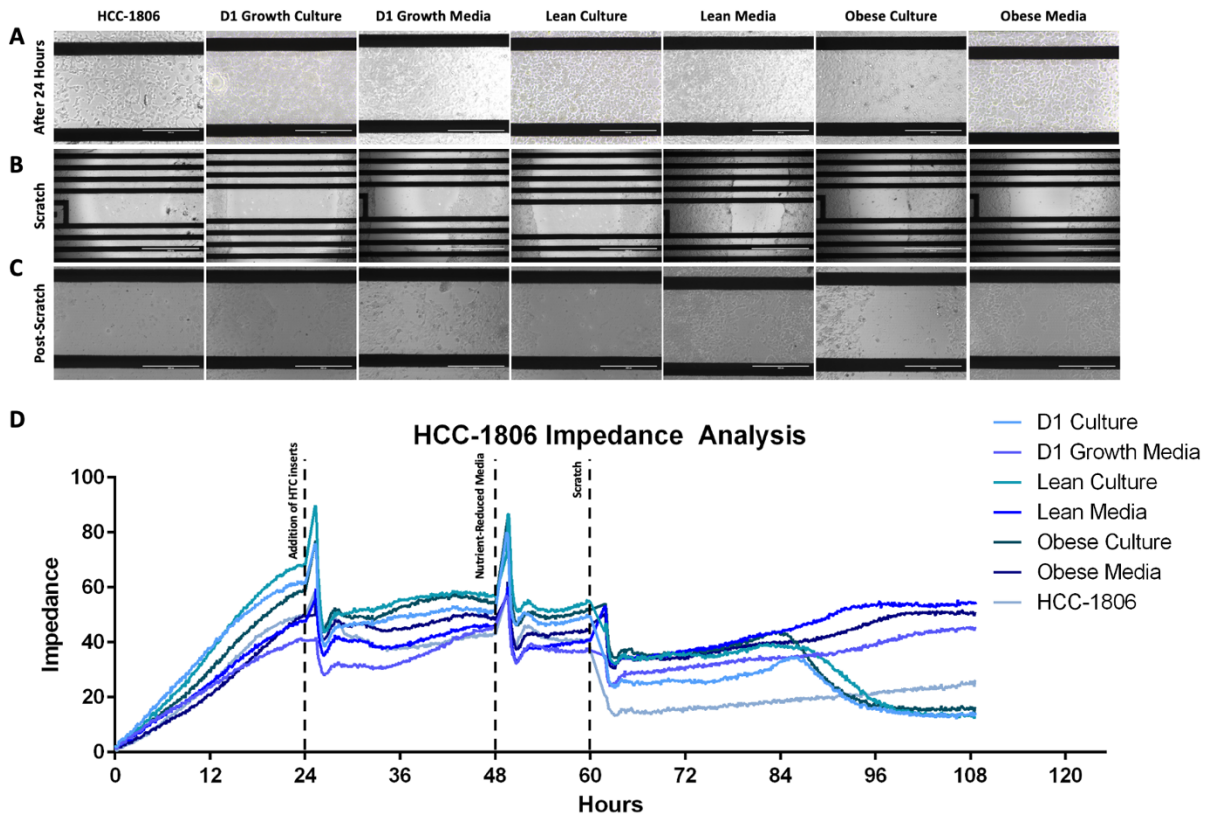 HCC-1806 D1 Growth Culture D1 Growth Media Lean Culture Lean Media Obese Culture Obese Media
A
After 24 Hours
B
Scratch
C
Post-Scratch
D
HCC-1806 Impedance Analysis
D1 Culture
D1 Growth Media
Lean Culture
Lean Media
Obese Culture
Obese Media
HCC-1806
Addition of HTC inserts
Nutrient-Reduced Media
Scratch
Impedance
100
80
60
40
20
0
0 12 24 36 48 60 72 84 96 108 120
Hours